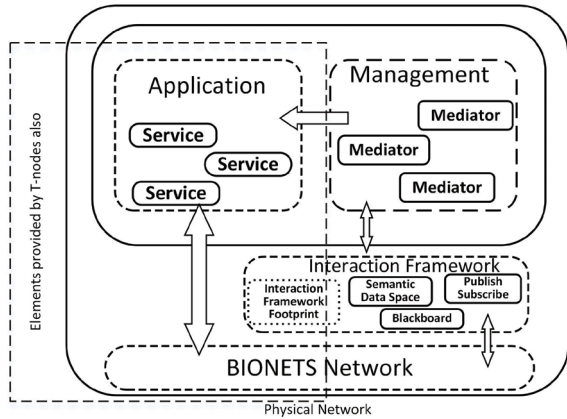 Elements provided by T-nodes also
Application
Service
Service
Service
Management
Mediator
Mediator
Mediator
Interaction Framework
Interaction
Framework
Footprint
Semantic
Data Space
Publish
Subscribe
Blackboard
BIONETS Network
Physical Network